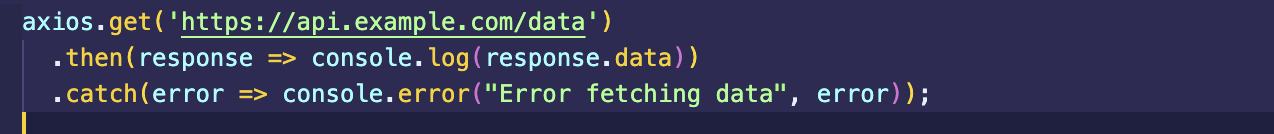 axios.get('https://api.example.com/data')
.then(response => console.log(response.data))
.catch(error => console.error("Error fetching data", error));